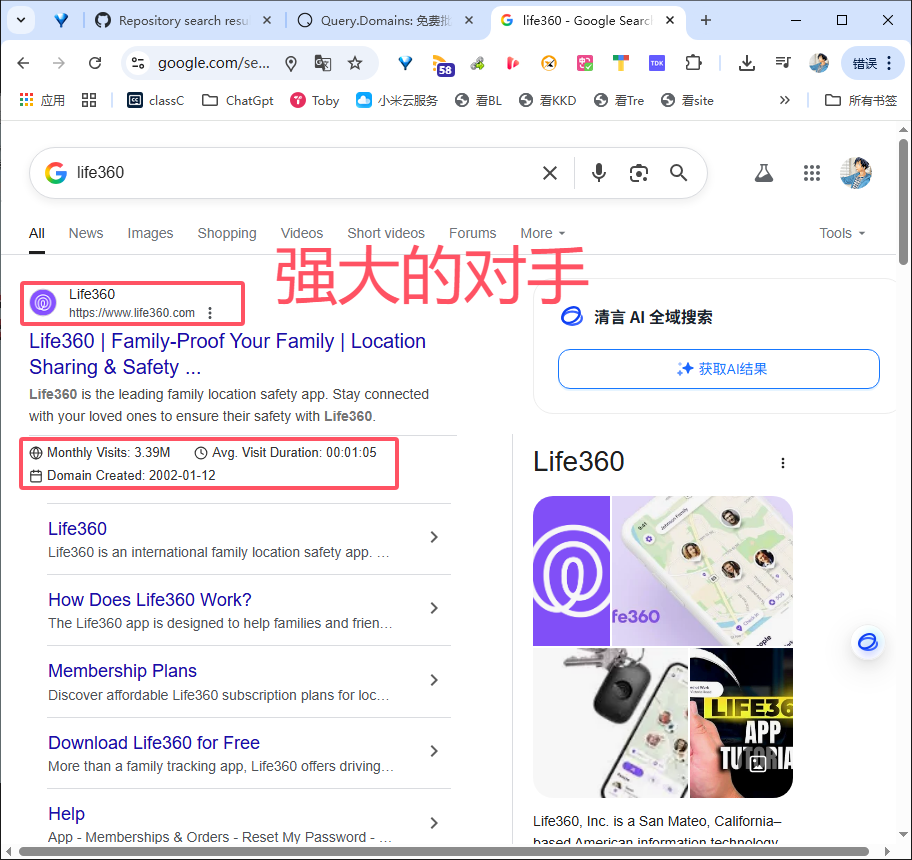 Repository search resu
Query.Domains: 免费批
life360 - Google Search
google.com/se...
58
TDK
错误
应用
classC
ChatGpt
Toby
小米云服务
看BL
看KKD
看Tre
看site
所有书签
life360
All
News
Images
Shopping
Videos
Short videos
Forums
More
Tools
强大的对手
Life360
https://www.life360.com
Life360 | Family-Proof Your Family | Location
Sharing & Safety ...
Life360 is the leading family location safety app. Stay connected
with your loved ones to ensure their safety with Life360.
Monthly Visits: 3.39M
Avg. Visit Duration: 00:01:05
Domain Created: 2002-01-12
Life360
Life360 is an international family location safety app. ...
How Does Life360 Work?
The Life360 app is designed to help families and frien...
Membership Plans
Discover affordable Life360 subscription plans for loc...
Download Life360 for Free
More than a family tracking app, Life360 offers driving...
Help
App - Memberships & Orders - Reset My Password - ...
清言 AI 全域搜索
获取AI结果
Life360
9:41
Johnson Family
SOS
Check in
fe360
People
LIFE36
APP
TUTORIA
Life360, Inc. is a San Mateo, California–
based American information technology